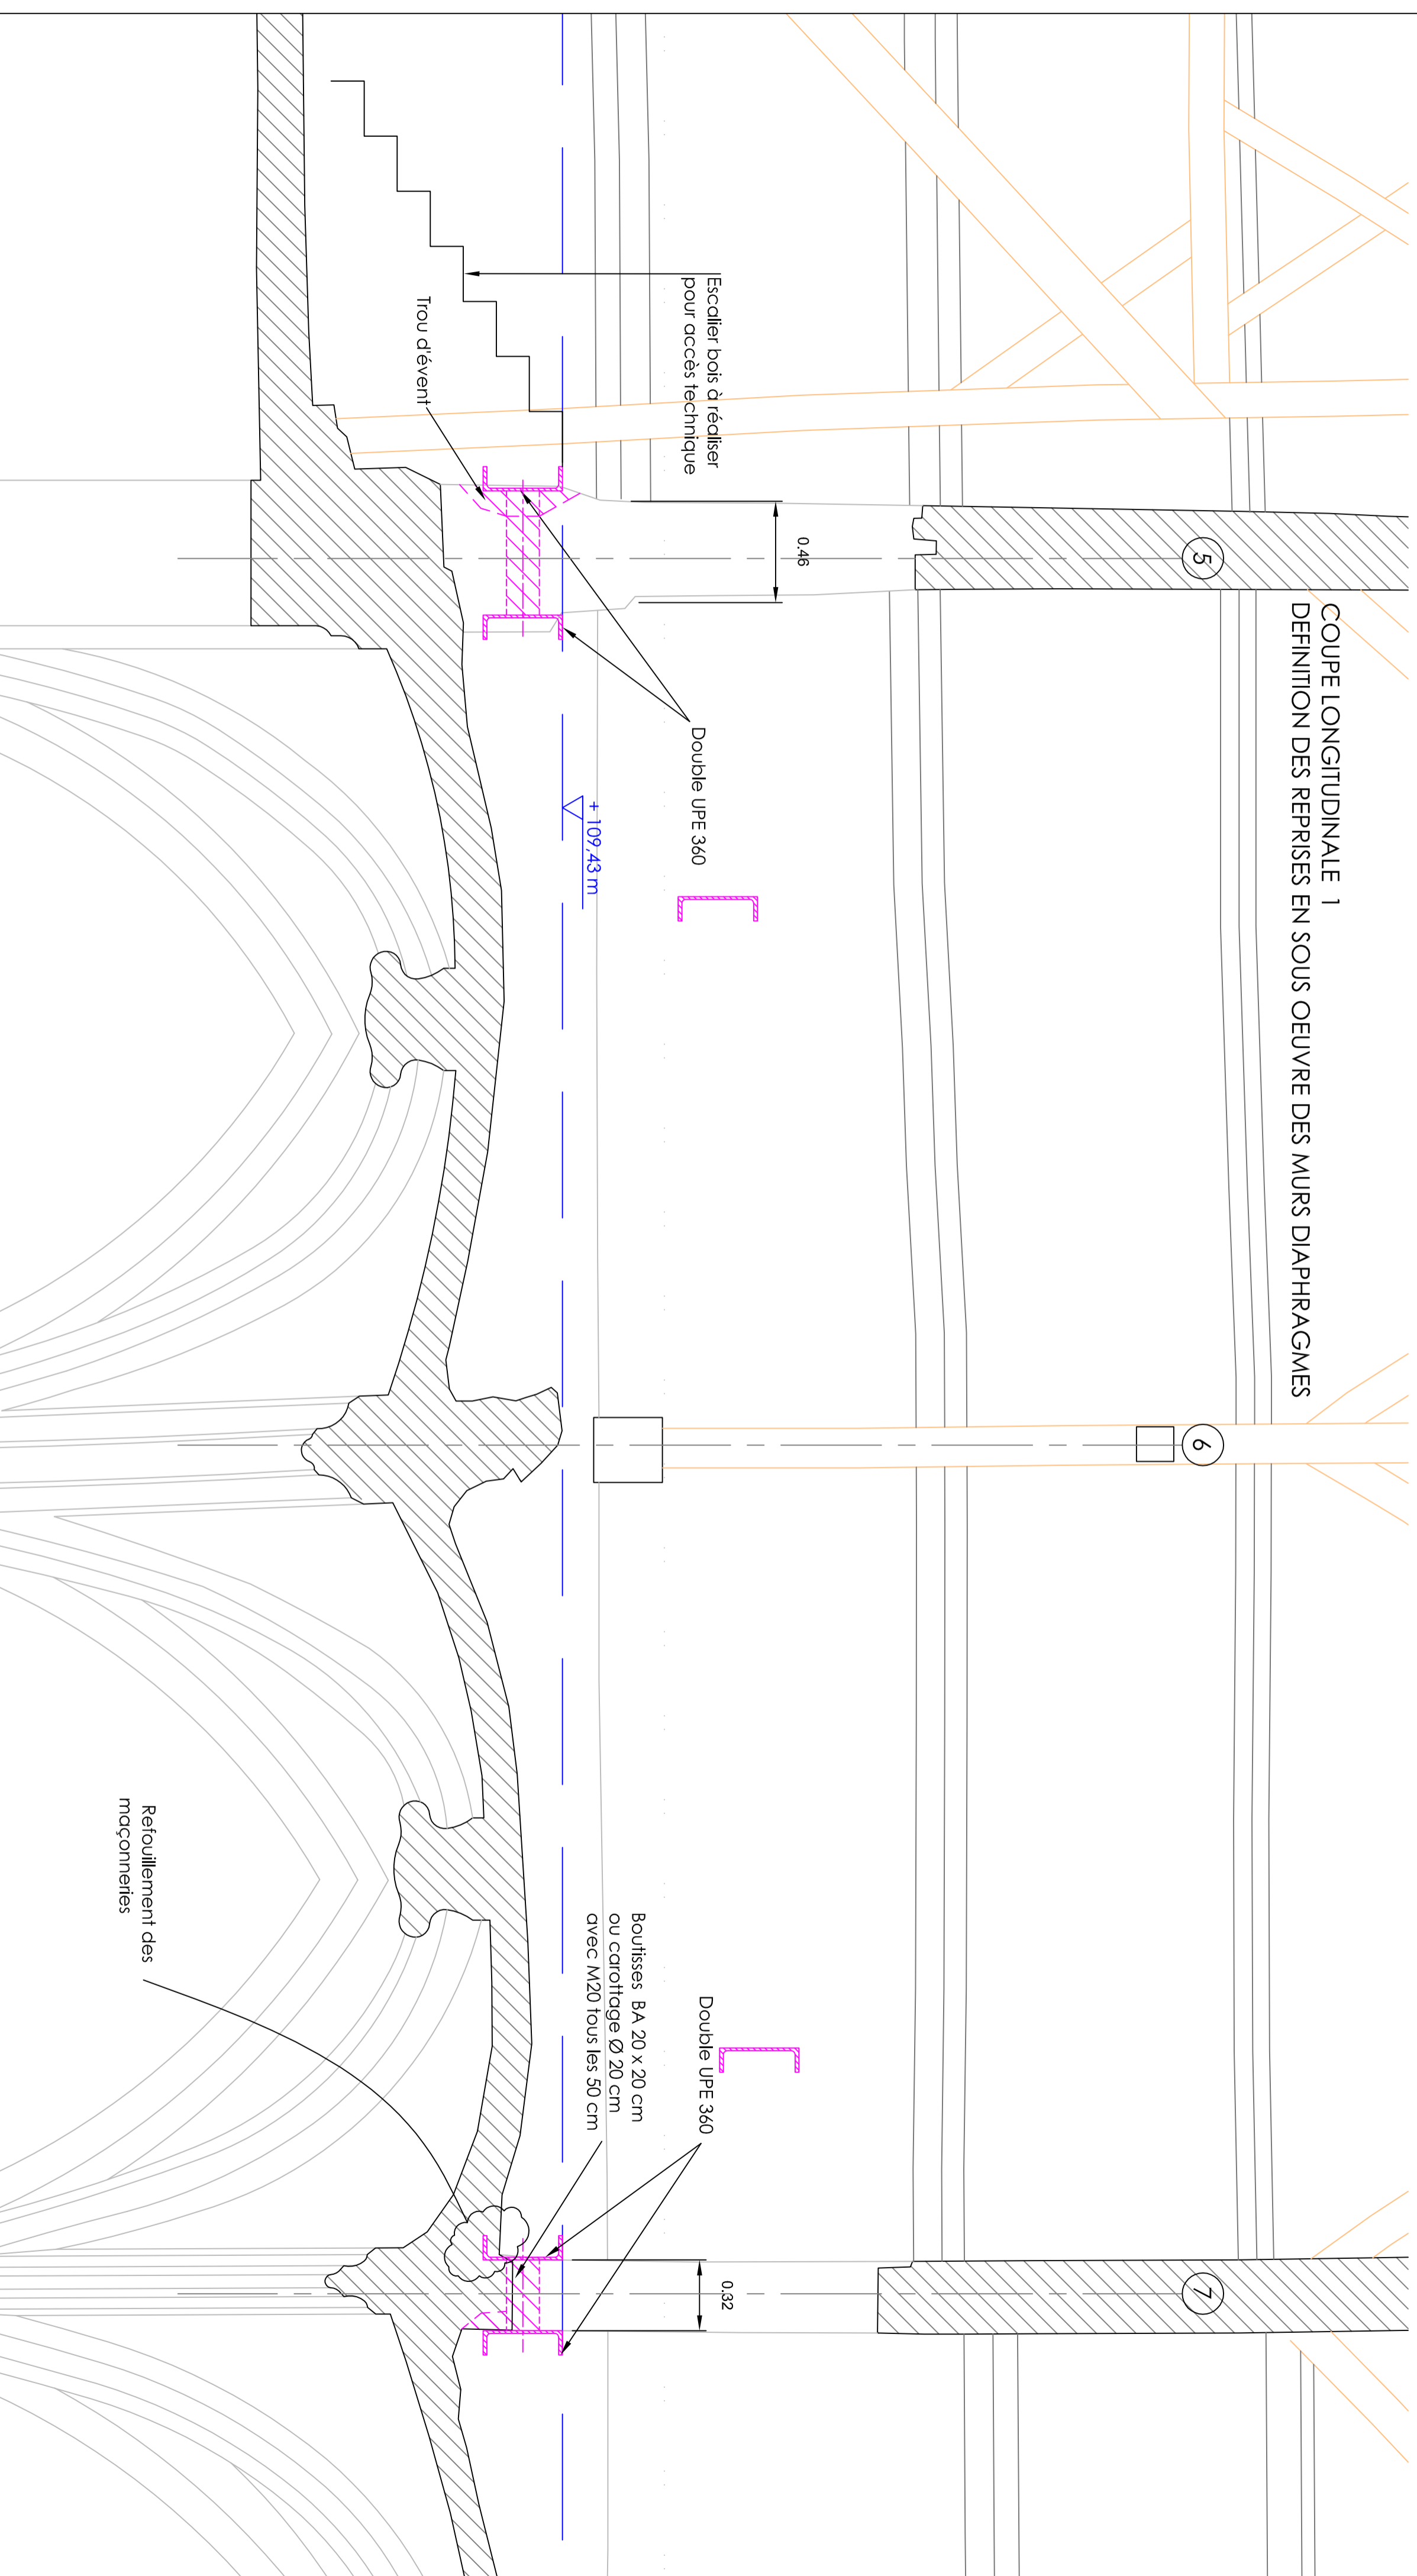 COUPE LONGITUDINALE 1
DEFINITION DES REPRISES EN SOUS OEUVRE DES MURS DIAPHRAGMES
5
6
7
0.46
Escalier bois à réaliser
pour accès technique
Trou d'évent
Double UPE 360
+ 109,43 m
0.32
Double UPE 360
Boutisses BA 20 x 20 cm
ou carottage Ø 20 cm
avec M20 tous les 50 cm
Refouillement des
maçonneries